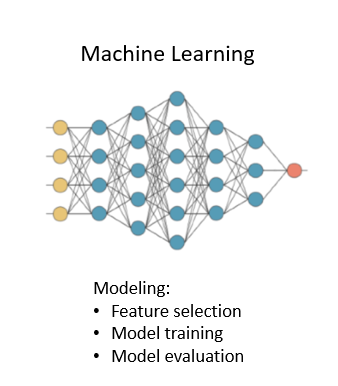 Machine Learning
Modeling:
• Feature selection
• Model training
• Model evaluation